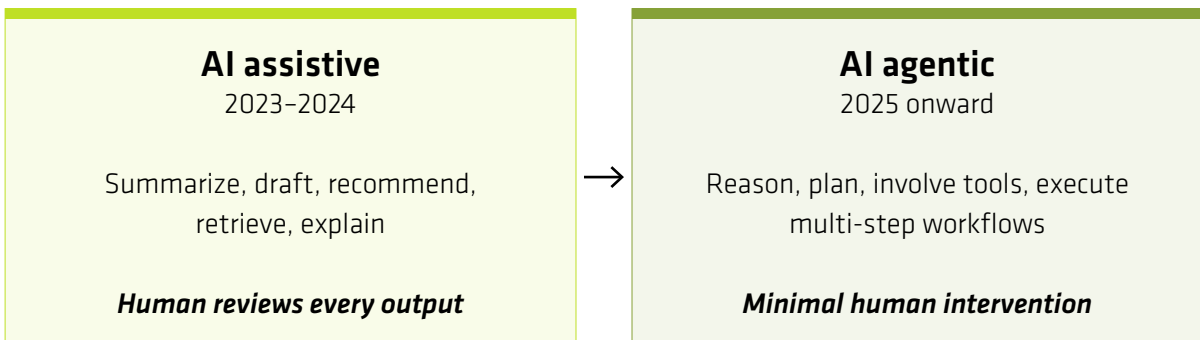 AI assistive
2023–2024
Summarize, draft, recommend,
retrieve, explain
Human reviews every output
→
AI agentic
2025 onward
Reason, plan, involve tools, execute
multi-step workflows
Minimal human intervention